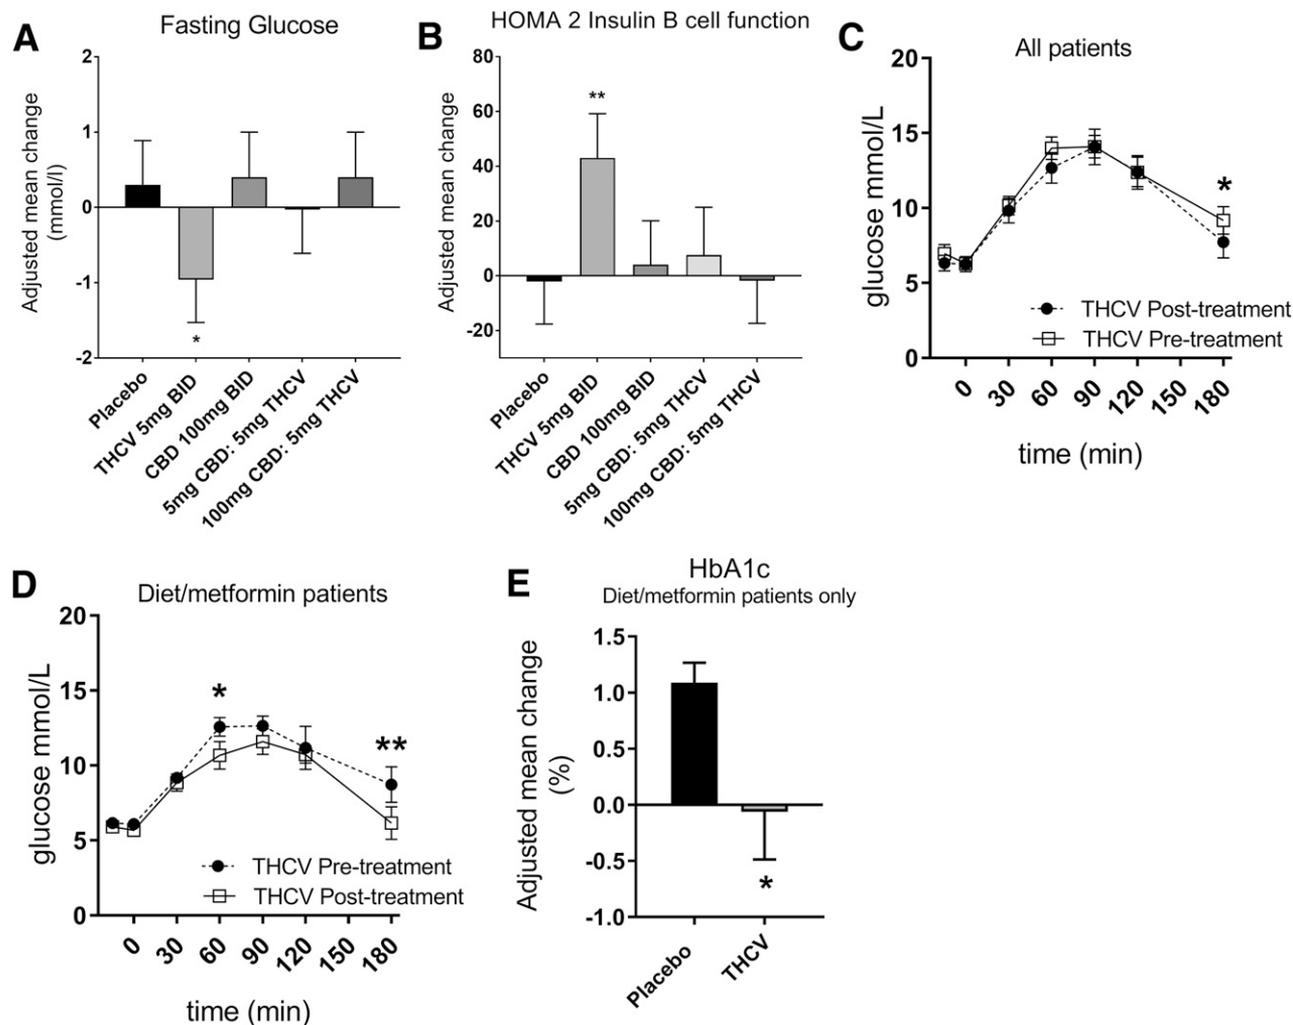 A
Fasting Glucose
Adjusted mean change
(mmol/l)
2
1
0
-1
-2
*
Placebo
THCV 5mg BID
CBD 100mg BID
5mg CBD: 5mg THCV
100mg CBD: 5mg THCV
B
HOMA 2 Insulin B cell function
Adjusted mean change
80
60
40
20
0
-20
**
Placebo
THCV 5mg BID
CBD 100mg BID
5mg CBD: 5mg THCV
100mg CBD: 5mg THCV
C
All patients
glucose mmol/L
20
15
10
5
0
*
THCV Post-treatment
THCV Pre-treatment
0
30
60
90
120
150
180
time (min)
D
Diet/metformin patients
glucose mmol/L
20
15
10
5
0
*
**
THCV Pre-treatment
THCV Post-treatment
0
30
60
90
120
150
180
time (min)
E
HbA1c
Diet/metformin patients only
Adjusted mean change
(%)
1.5
1.0
0.5
0.0
-0.5
-1.0
*
Placebo
THCV